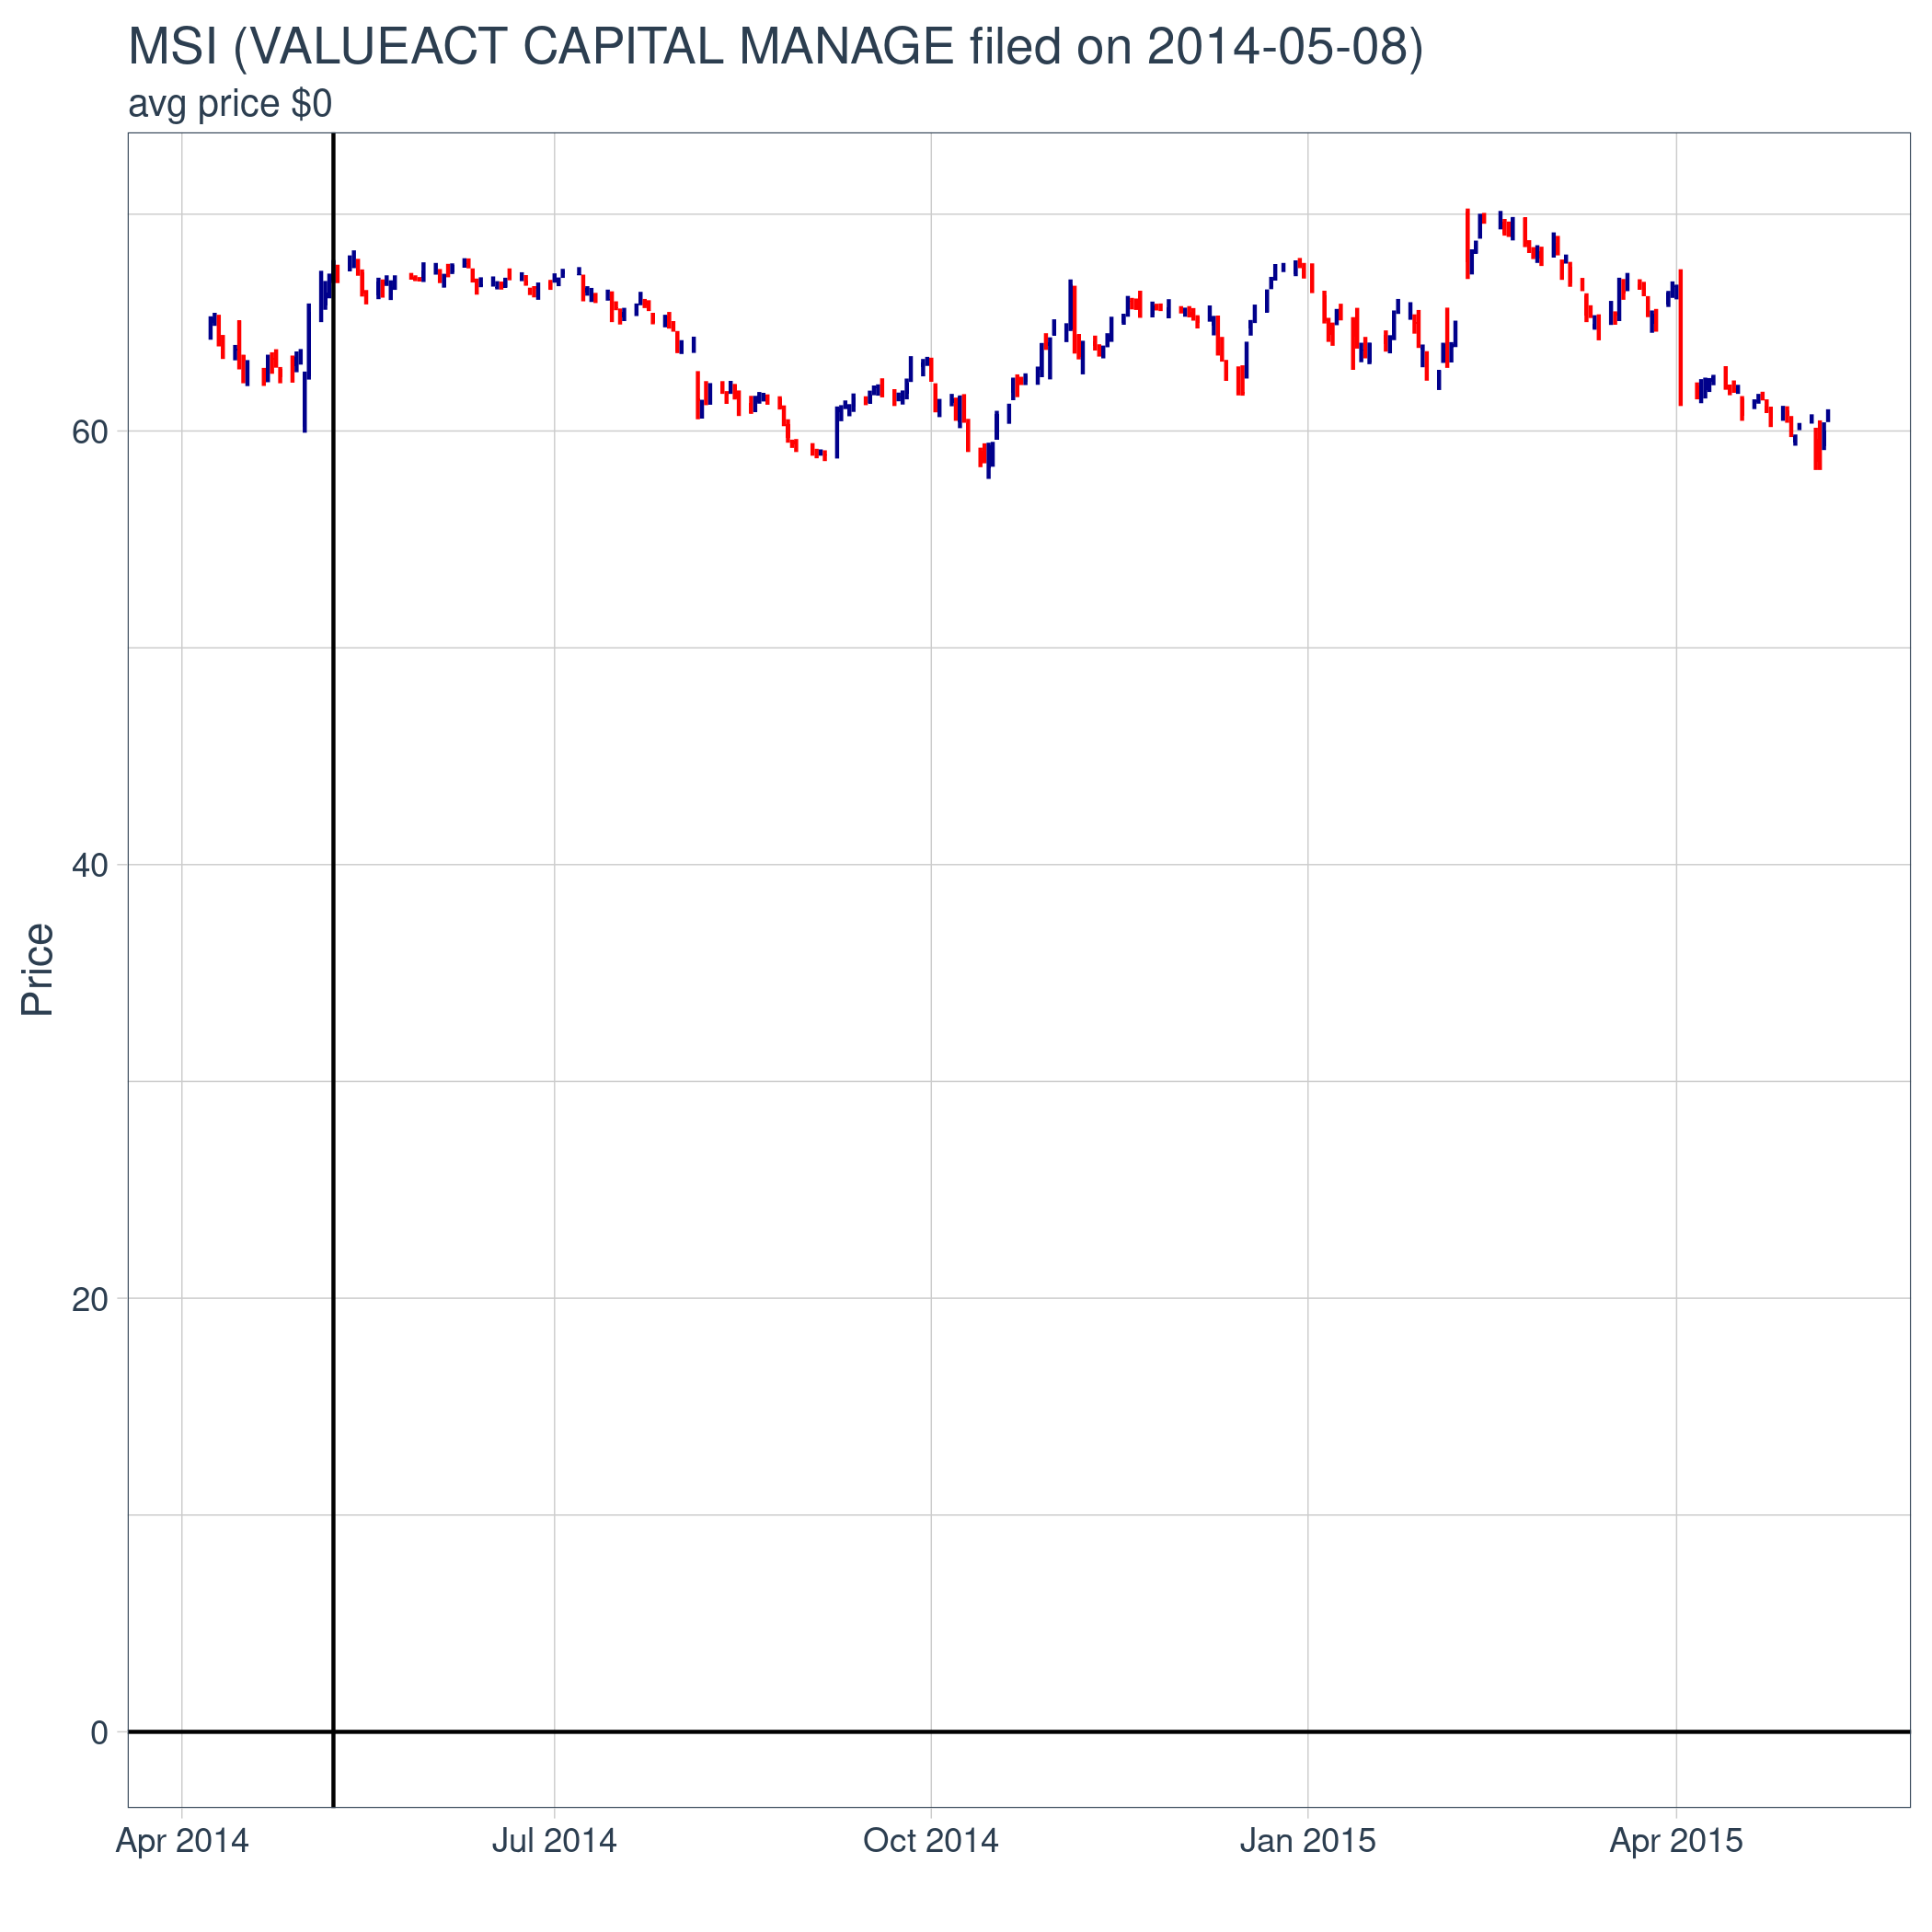 MSI (VALUEACT CAPITAL MANAGE filed on 2014-05-08)
avg price $0
Price
60
40
20
0
Apr 2014
Jul 2014
Oct 2014
Jan 2015
Apr 2015